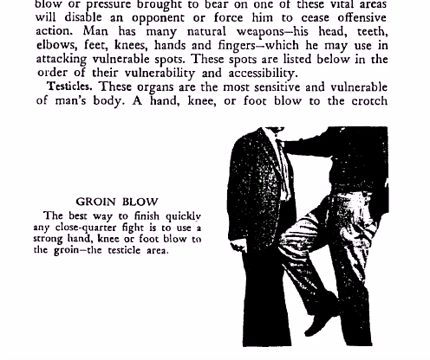 blow or pressure brought to bear on one of these vital areas
will disable an opponent or force him to cease offensive
action. Man has many natural weapons—his head, teeth,
elbows, feet, knees, hands and fingers—which he may use in
attacking vulnerable spots. These spots are listed below in the
order of their vulnerability and accessibility.
Testicles. These organs are the most sensitive and vulnerable
of man's body. A hand, knee, or foot blow to the crotch
GROIN BLOW
The best way to finish quickly
any close-quarter fight is to use a
strong hand, knee or foot blow to
the groin—the testicle area.